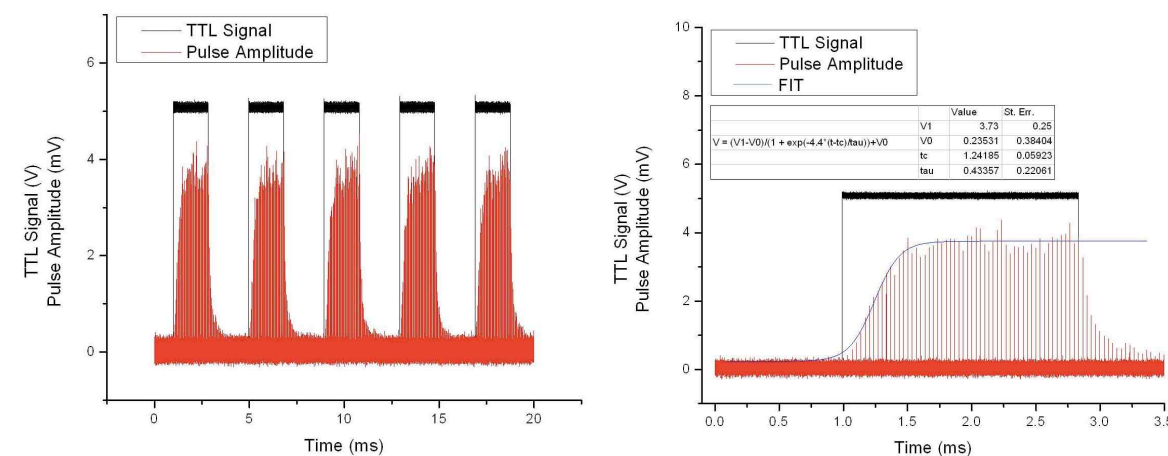 TTL Signal
Pulse Amplitude
6
4
2
0
TTL Signal (V)
Pulse Amplitude (mV)
0 5 10 15 20
Time (ms)
TTL Signal
Pulse Amplitude
FIT
Value St. Err.
V1 3.73 0.25
V = (V1-V0)/(1 + exp(-4.4*(t-tc)/tau))+V0 V0 0.23531 0.38404
tc 1.24185 0.05923
tau 0.43357 0.22061
10
8
6
4
2
0
TTL Signal (V)
Pulse Amplitude (mV)
0.0 0.5 1.0 1.5 2.0 2.5 3.0 3.5
Time (ms)